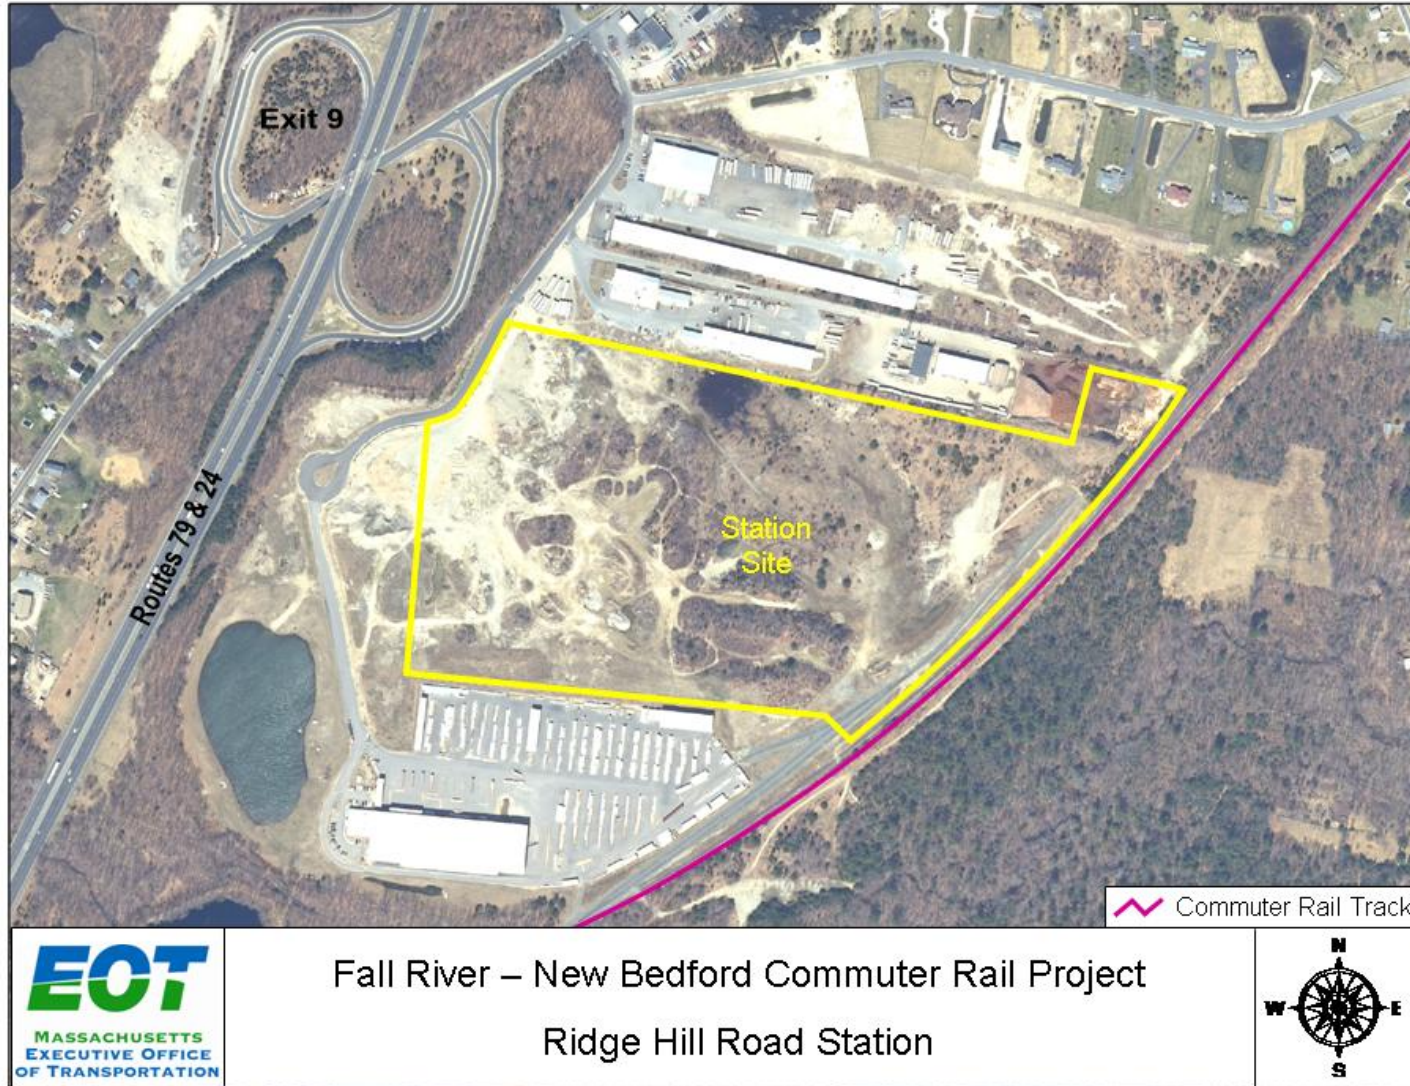 Exit 9
Routes 79 & 24
Station
Site
Commuter Rail Track
EOT
MASSACHUSETTS
EXECUTIVE OFFICE
OF TRANSPORTATION
Fall River – New Bedford Commuter Rail Project
Ridge Hill Road Station
N
W E
S